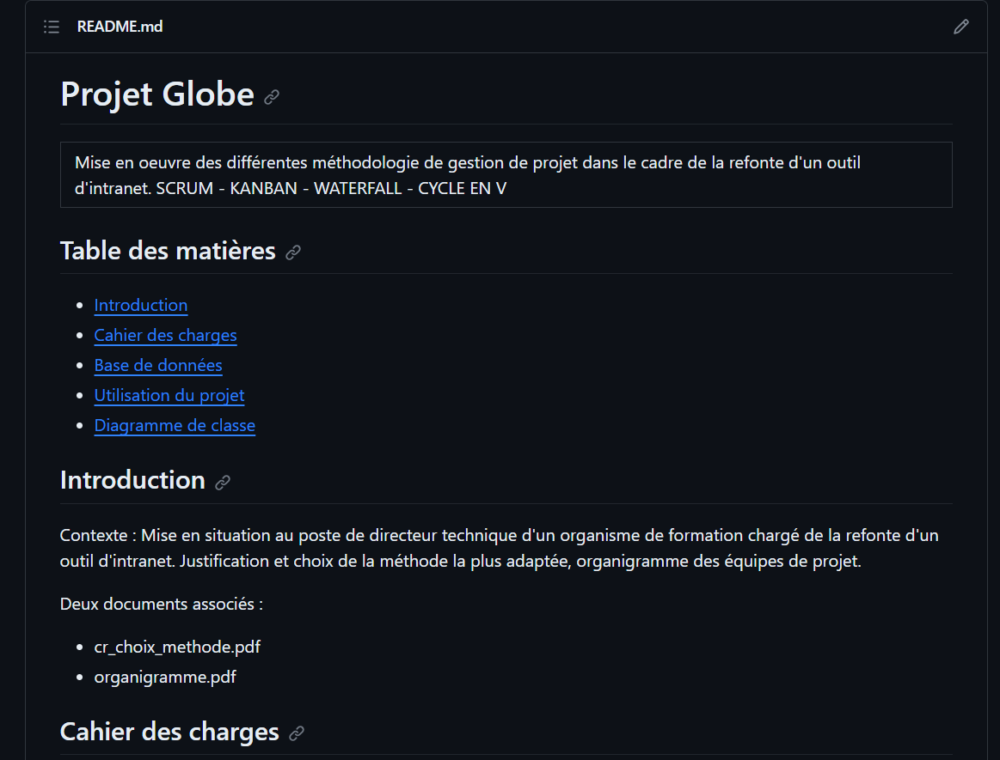 README.md
Projet Globe
Mise en oeuvre des différentes méthodologie de gestion de projet dans le cadre de la refonte d'un outil
d'intranet. SCRUM - KANBAN - WATERFALL - CYCLE EN V
Table des matières
Introduction
Cahier des charges
Base de données
Utilisation du projet
Diagramme de classe
Introduction
Contexte : Mise en situation au poste de directeur technique d'un organisme de formation chargé de la refonte d'un
outil d'intranet. Justification et choix de la méthode la plus adaptée, organigramme des équipes de projet.
Deux documents associés :
cr_choix_methode.pdf
organigramme.pdf
Cahier des charges